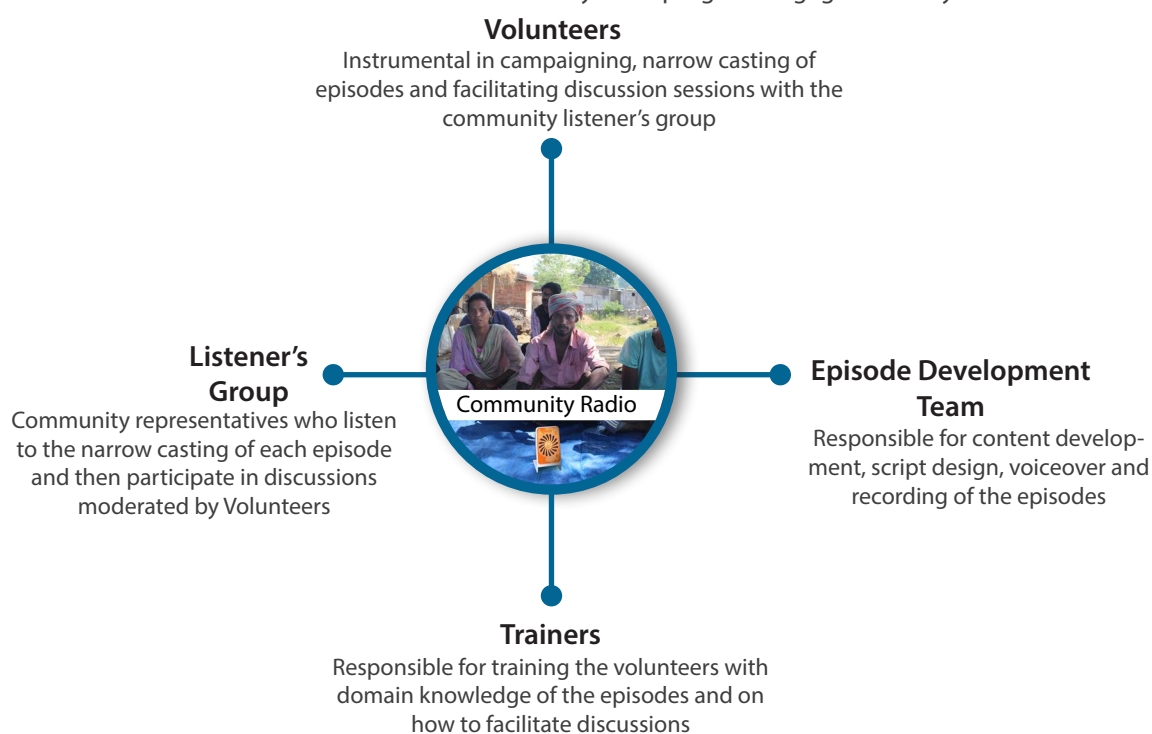 Volunteers
Instrumental in campaigning, narrow casting of
episodes and facilitating discussion sessions with the
community listener's group
Listener's
Group
Community representatives who listen
to the narrow casting of each episode
and then participate in discussions
moderated by Volunteers
Community Radio
Episode Development
Team
Responsible for content develop-
ment, script design, voiceover and
recording of the episodes
Trainers
Responsible for training the volunteers with
domain knowledge of the episodes and on
how to facilitate discussions